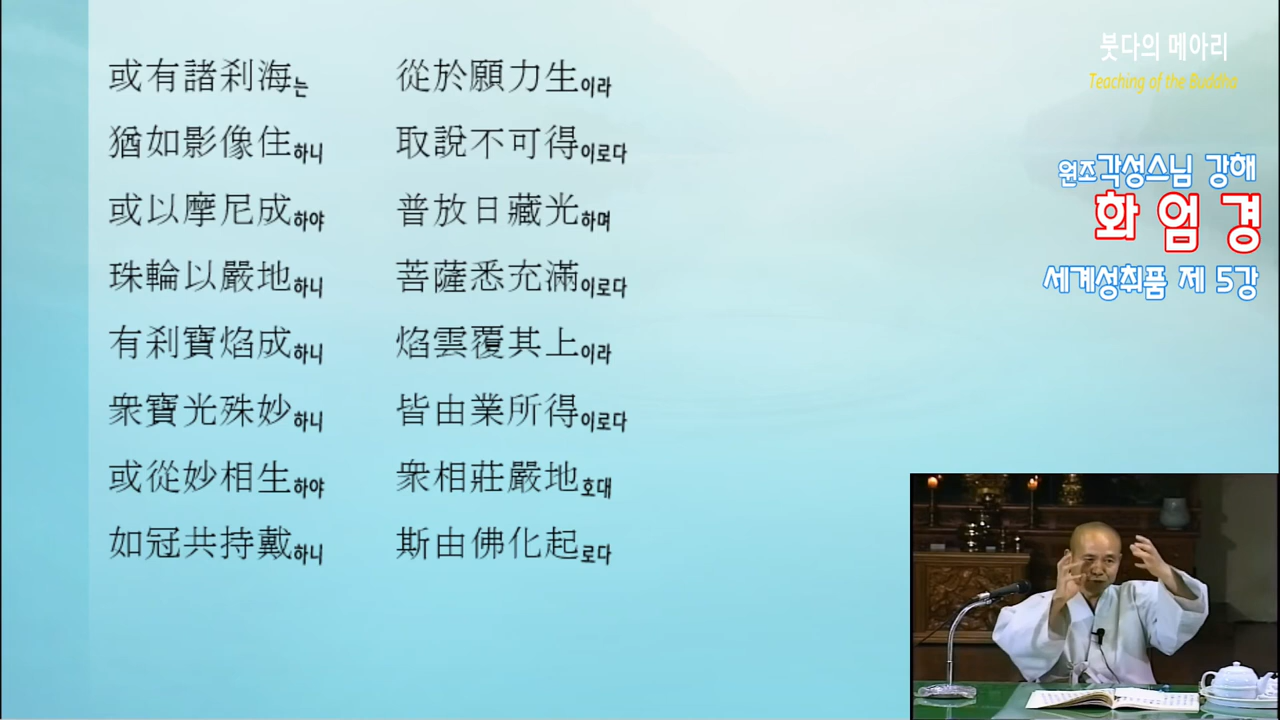 或有諸刹海는 從於願力生이라
猶如影像住하니 取說不可得이로다
或以摩尼成하야 普放日藏光하며
珠輪以嚴地하니 菩薩悉充滿이로다
有刹寶焰成하니 焰雲覆其上이라
衆寶光殊妙하니 皆由業所得이로다
或從妙相生하야 衆相莊嚴地호대
如冠共持戴하니 斯由佛化起로다
붓다의 메아리
Teaching of the Buddha
원조각성스님 강해
화엄경
세계성취품 제 5강